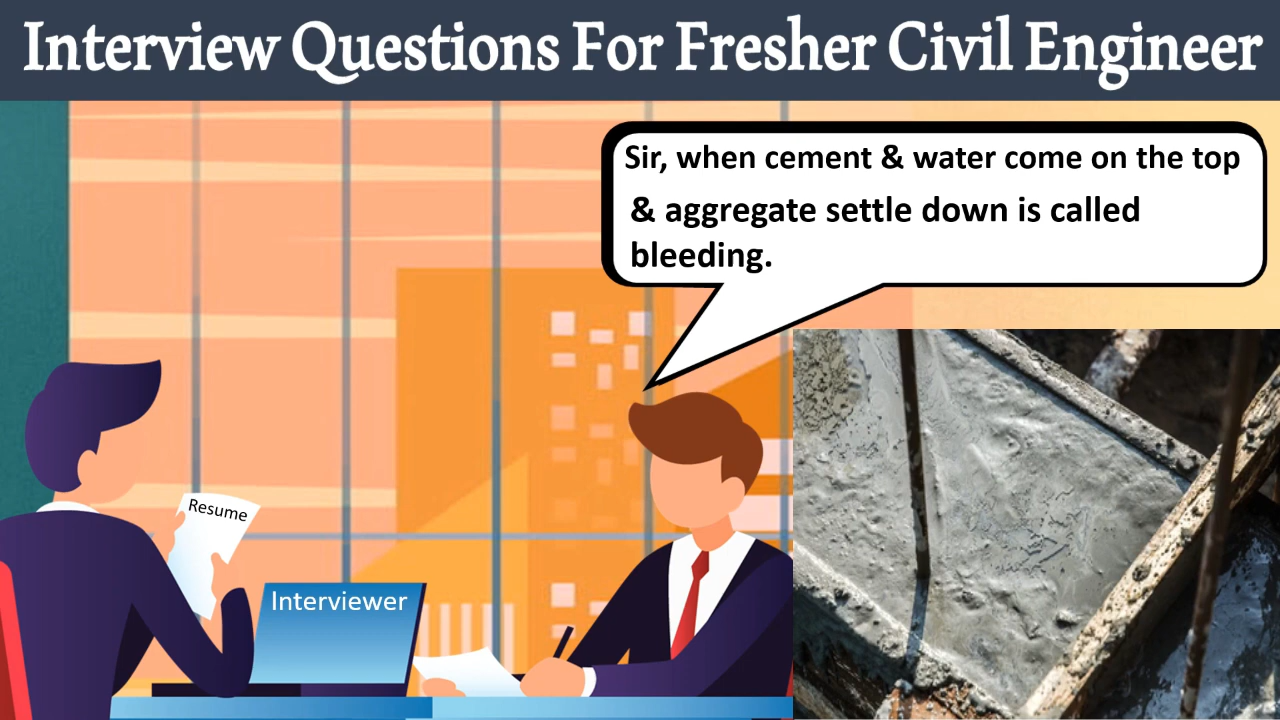 Interview Questions For Fresher Civil Engineer
Sir, when cement & water come on the top
& aggregate settle down is called
bleeding.
Resume
Interviewer